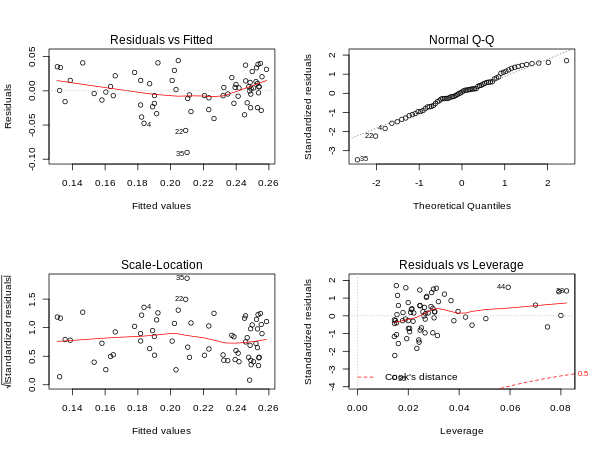 Residuals vs Fitted
Residuals
0.05
0.00
-0.05
-0.10
4
22
35
0.14 0.16 0.18 0.20 0.22 0.24 0.26
Fitted values
Normal Q-Q
Standardized residuals
2
1
0
-1
-2
-3
4
22
35
-2 -1 0 1 2
Theoretical Quantiles
Scale-Location
√|Standardized residuals|
1.5
1.0
0.5
0.0
35
22
4
0.14 0.16 0.18 0.20 0.22 0.24 0.26
Fitted values
Residuals vs Leverage
Standardized residuals
2
1
0
-1
-2
-3
-4
44
Cook's distance
0.5
0.00 0.02 0.04 0.06 0.08
Leverage